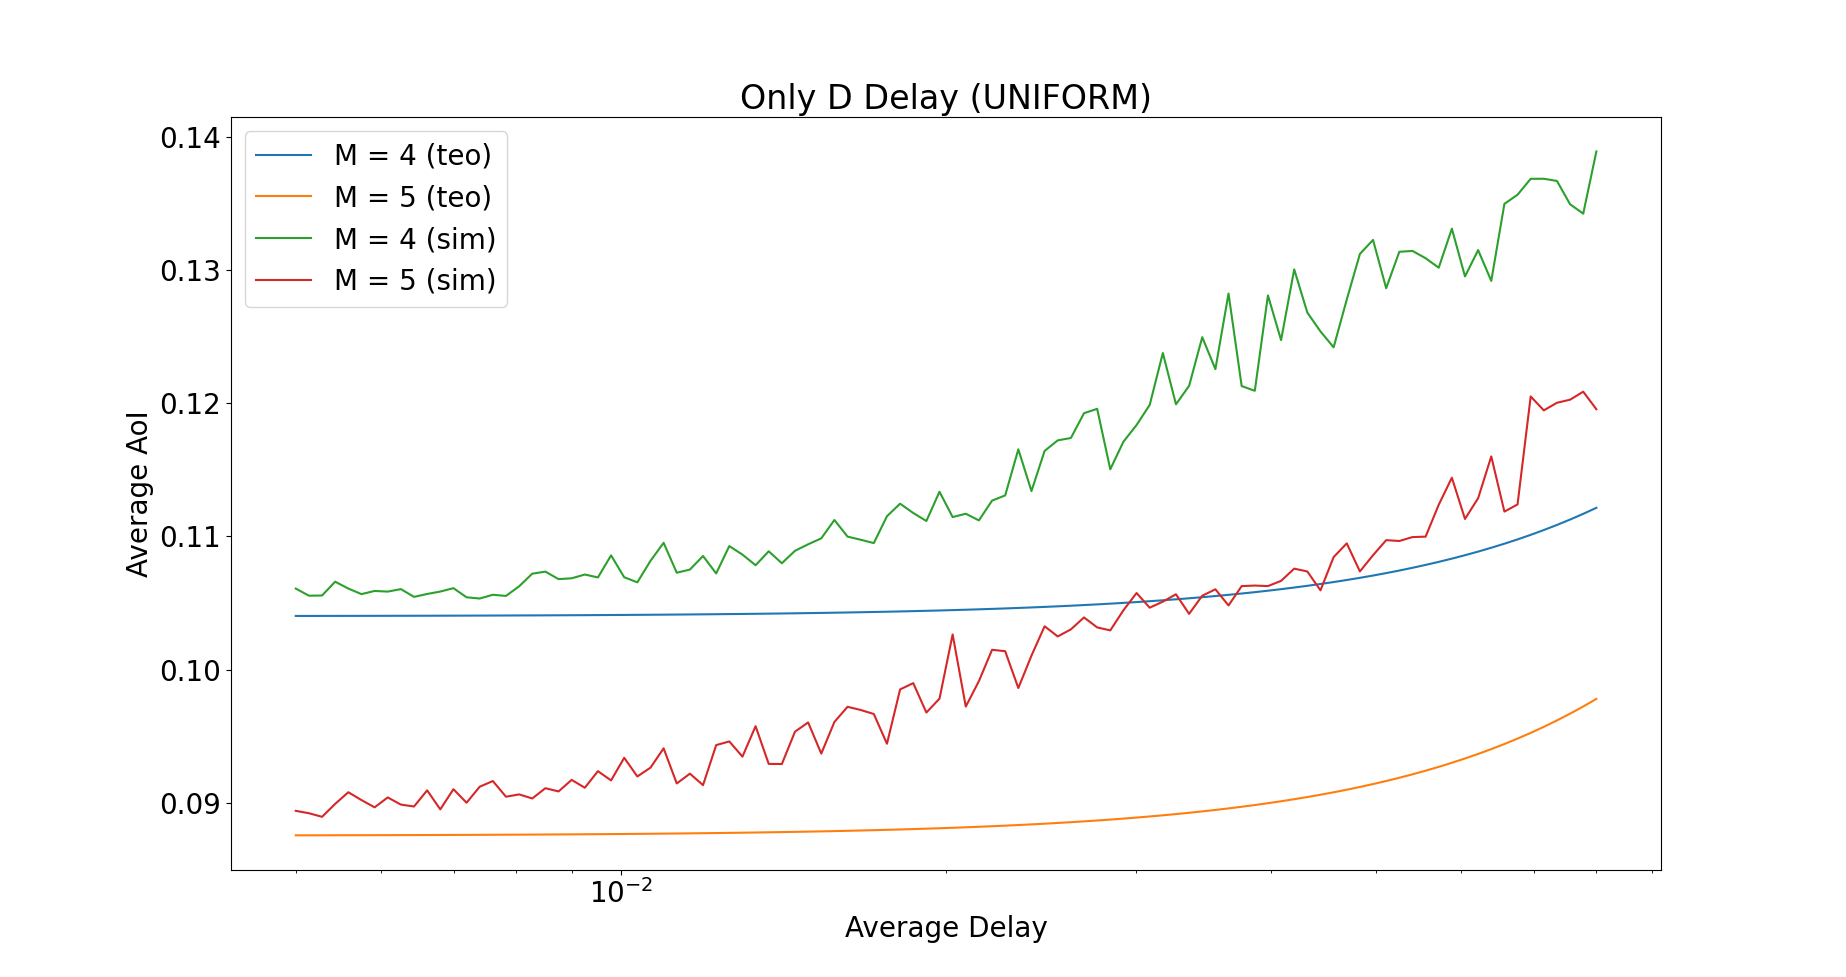 Only D Delay (UNIFORM)
M = 4 (teo)
M = 5 (teo)
M = 4 (sim)
M = 5 (sim)
0.14
0.13
0.12
0.11
0.10
0.09
Average AoI
10⁻²
Average Delay